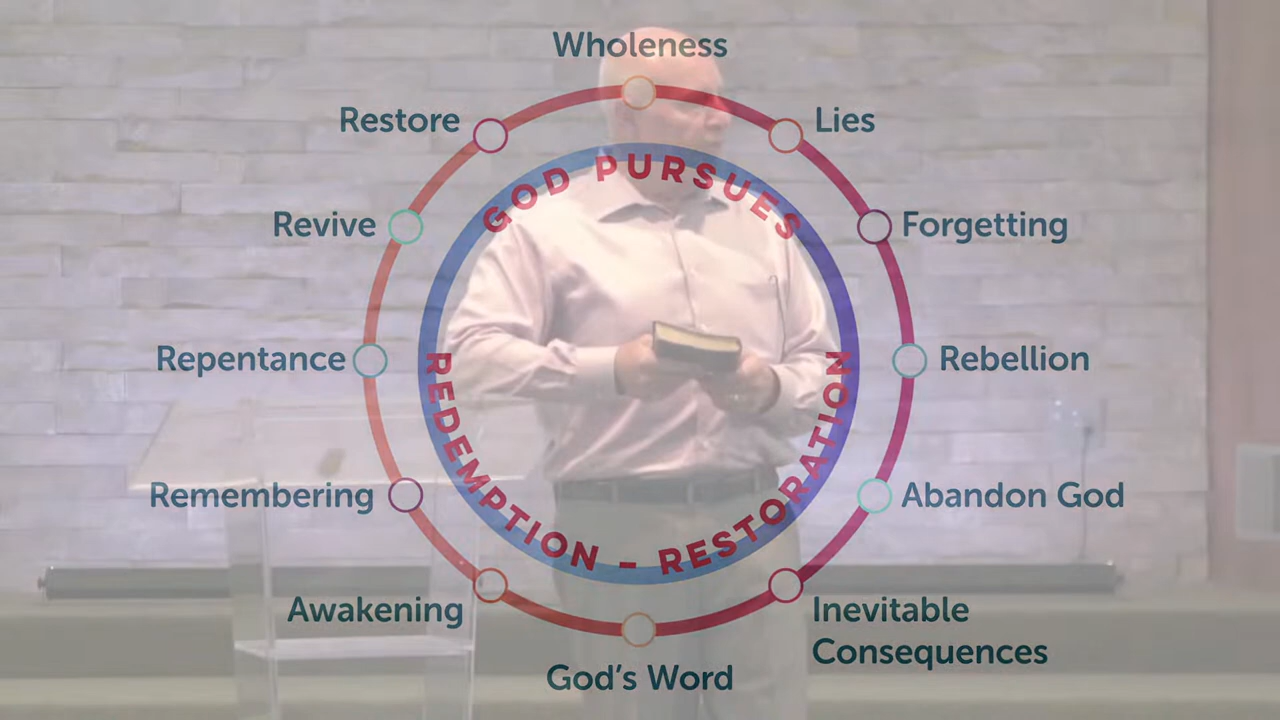 Wholeness
Lies
Forgetting
Rebellion
Abandon God
Inevitable
Consequences
God's Word
Awakening
Remembering
Repentance
Revive
Restore
GOD PURSUES
REDEMPTION – RESTORATION